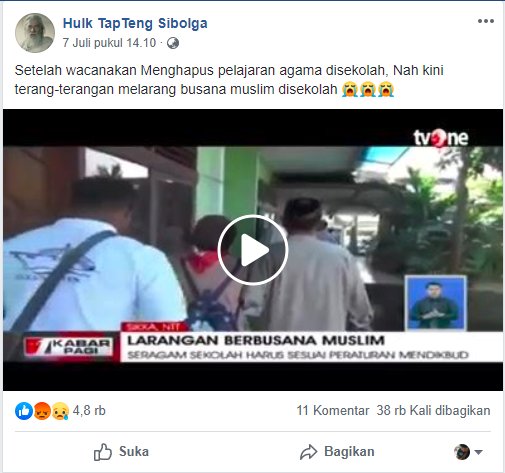 Hulk TapTeng Sibolga
7 Juli pukul 14.10 ·
Setelah wacanakan Menghapus pelajaran agama disekolah, Nah kini
terang-terangan melarang busana muslim disekolah 😭😭😭
tvOne
SIKKA, NTT
KABAR
PAGI
LARANGAN BERBUSANA MUSLIM
SERAGAM SEKOLAH HARUS SESUAI PERATURAN MENDIKBUD
4,8 rb
11 Komentar 38 rb Kali dibagikan
Suka
Bagikan